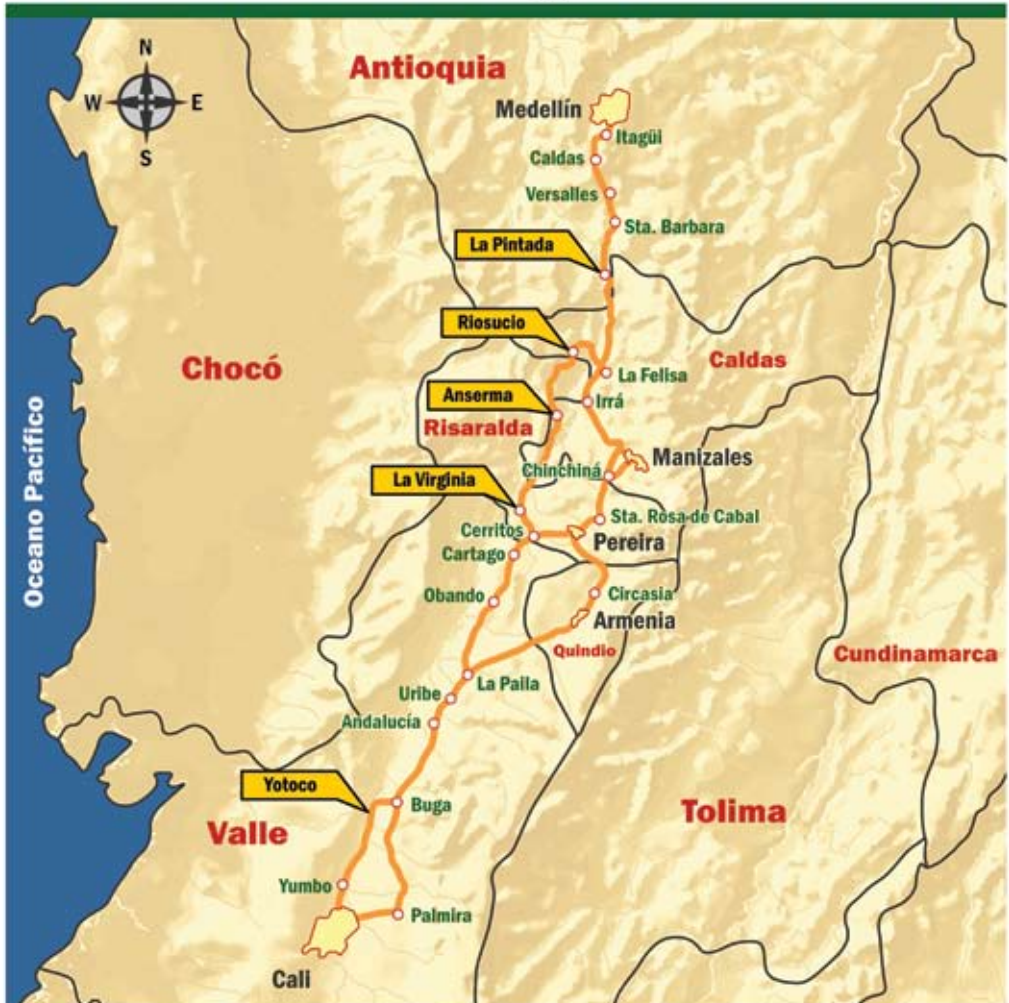 N
W
E
S
Antioquia
Medellín
Itagüi
Caldas
Versalles
Sta. Barbara
La Pintada
Riosucio
Chocó
Caldas
La Felisa
Anserma
Irrá
Risaralda
Manizales
Chinchiná
La Virginia
Sta. Rosa de Cabal
Cerritos
Pereira
Cartago
Oceano Pacífico
Obando
Circasia
Armenia
Quindio
Cundinamarca
La Paila
Uribe
Andalucía
Yotoco
Buga
Tolima
Valle
Yumbo
Palmira
Cali